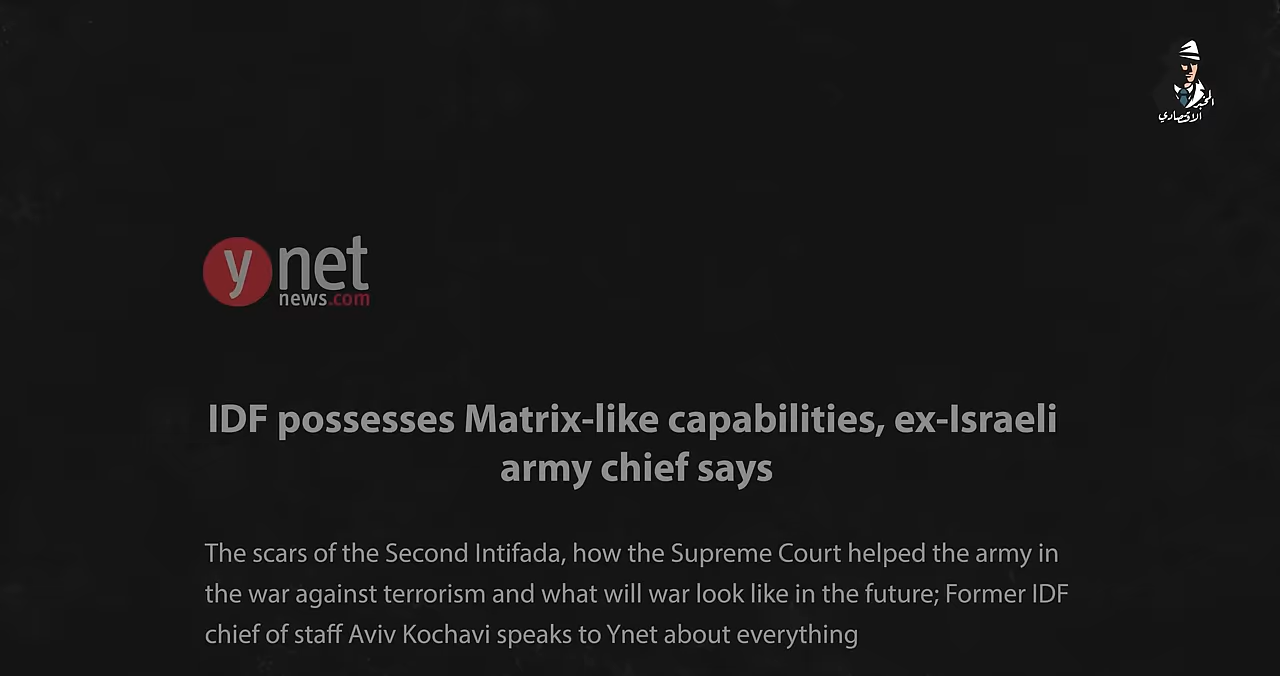 المخبر
الاقتصادي
ynet
news.com
IDF possesses Matrix-like capabilities, ex-Israeli
army chief says
The scars of the Second Intifada, how the Supreme Court helped the army in
the war against terrorism and what will war look like in the future; Former IDF
chief of staff Aviv Kochavi speaks to Ynet about everything